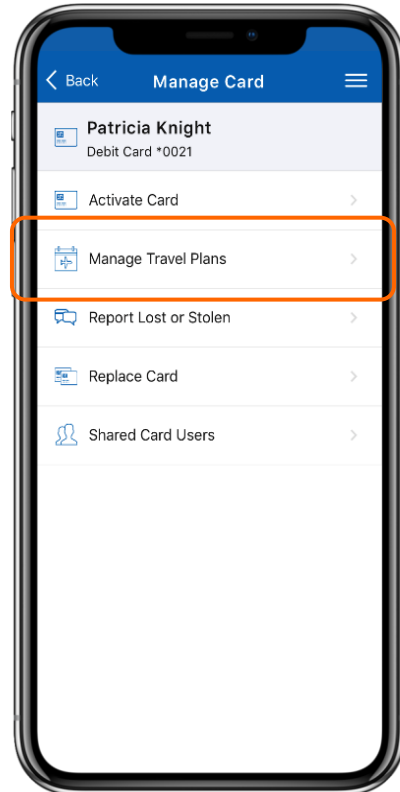 Back
Manage Card
Patricia Knight
Debit Card *0021
Activate Card
Manage Travel Plans
Report Lost or Stolen
Replace Card
Shared Card Users